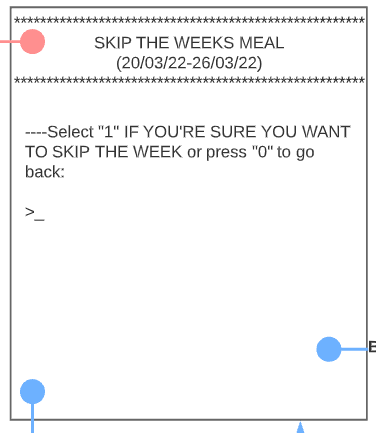 ******************************************************
SKIP THE WEEKS MEAL
(20/03/22-26/03/22)
******************************************************
----Select "1" IF YOU'RE SURE YOU WANT
TO SKIP THE WEEK or press "0" to go
back:
>_